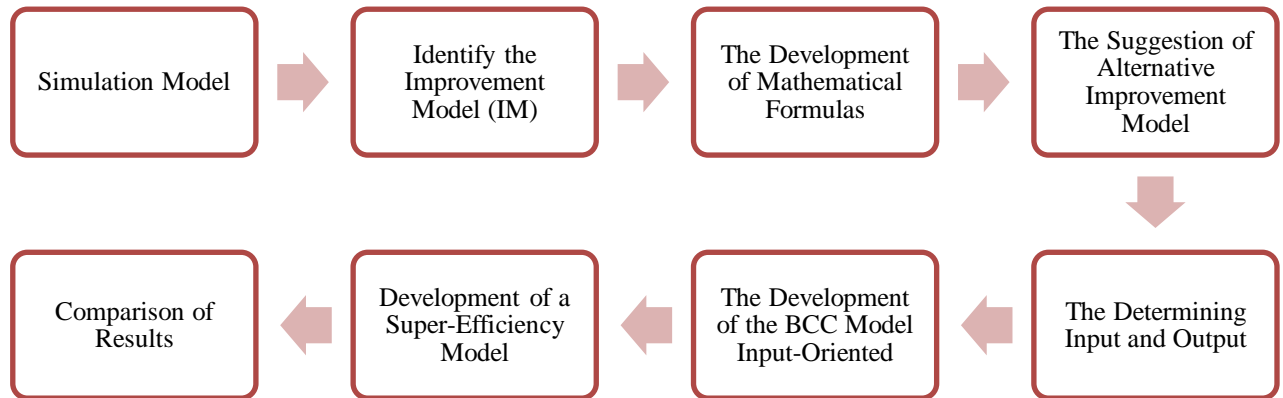 Simulation Model
Identify the
Improvement
Model (IM)
The Development
of Mathematical
Formulas
The Suggestion of
Alternative
Improvement
Model
The Determining
Input and Output
The Development
of the BCC Model
Input-Oriented
Development of a
Super-Efficiency
Model
Comparison of
Results